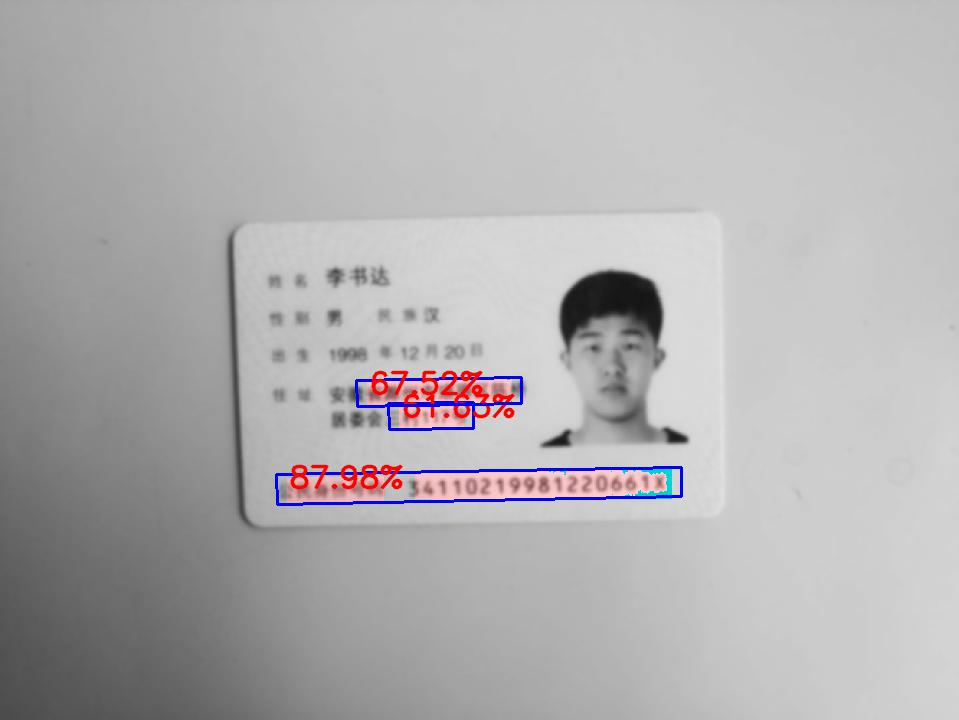 姓名 李书达
性别 男 民族 汉
出生 1998 年 12 月 20 日
67.52%
住址 安徽
61.63%
居委会
87.98%
公民身份号码 34110219981220661X